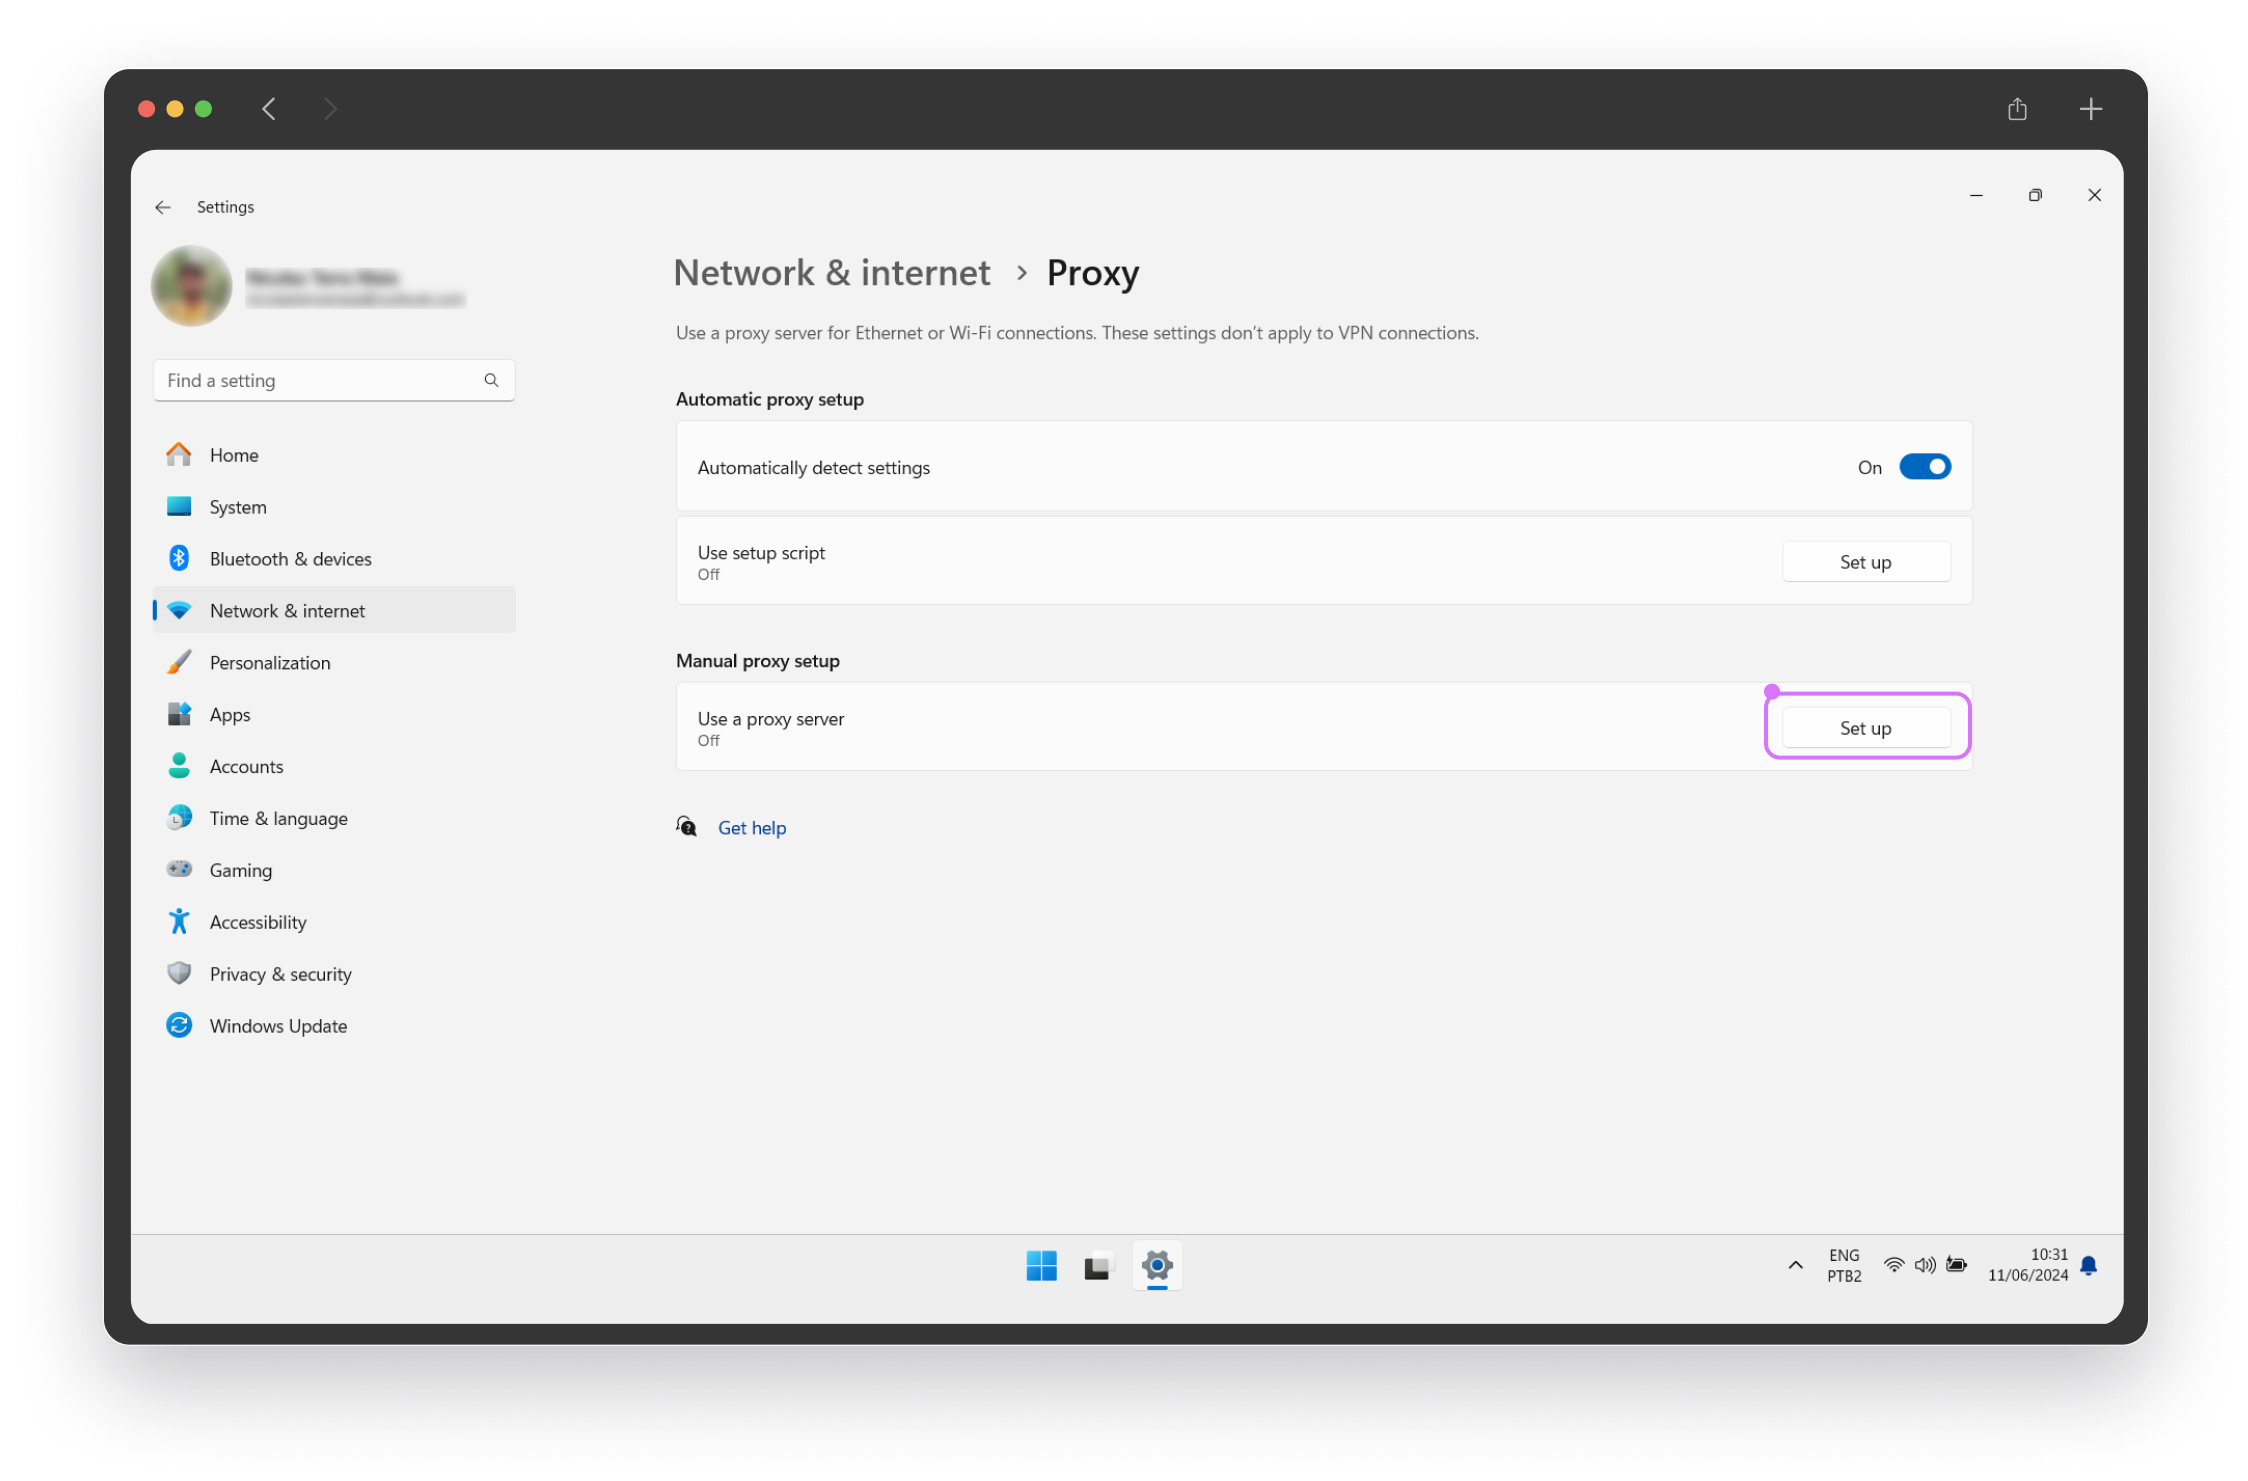 Settings
Find a setting
Home
System
Bluetooth & devices
Network & internet
Personalization
Apps
Accounts
Time & language
Gaming
Accessibility
Privacy & security
Windows Update
Network & internet > Proxy
Use a proxy server for Ethernet or Wi-Fi connections. These settings don't apply to VPN connections.
Automatic proxy setup
Automatically detect settings
On
Use setup script
Off
Set up
Manual proxy setup
Use a proxy server
Off
Set up
Get help
ENG
PTB2
10:31
11/06/2024